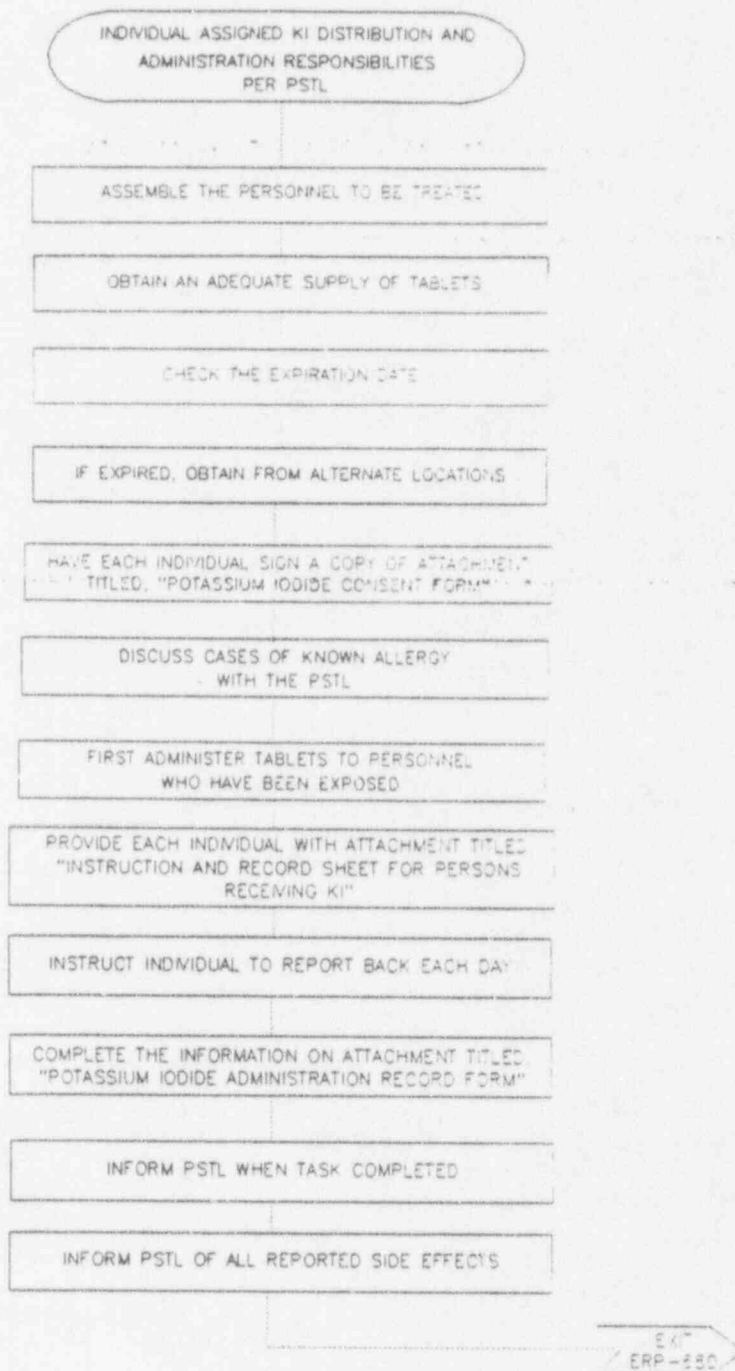 INDIVIDUAL ASSIGNED KI DISTRIBUTION AND
ADMINISTRATION RESPONSIBILITIES
PER PSTL
ASSEMBLE THE PERSONNEL TO BE TREATED
OBTAIN AN ADEQUATE SUPPLY OF TABLETS
CHECK THE EXPIRATION DATE
IF EXPIRED, OBTAIN FROM ALTERNATE LOCATIONS
HAVE EACH INDIVIDUAL SIGN A COPY OF ATTACHMENT
TITLED, "POTASSIUM IODIDE CONSENT FORM"
DISCUSS CASES OF KNOWN ALLERGY
WITH THE PSTL
FIRST ADMINISTER TABLETS TO PERSONNEL
WHO HAVE BEEN EXPOSED
PROVIDE EACH INDIVIDUAL WITH ATTACHMENT TITLED
"INSTRUCTION AND RECORD SHEET FOR PERSONS
RECEIVING KI"
INSTRUCT INDIVIDUAL TO REPORT BACK EACH DAY
COMPLETE THE INFORMATION ON ATTACHMENT TITLED,
"POTASSIUM IODIDE ADMINISTRATION RECORD FORM"
INFORM PSTL WHEN TASK COMPLETED
INFORM PSTL OF ALL REPORTED SIDE EFFECTS
EXIT
ERP-650